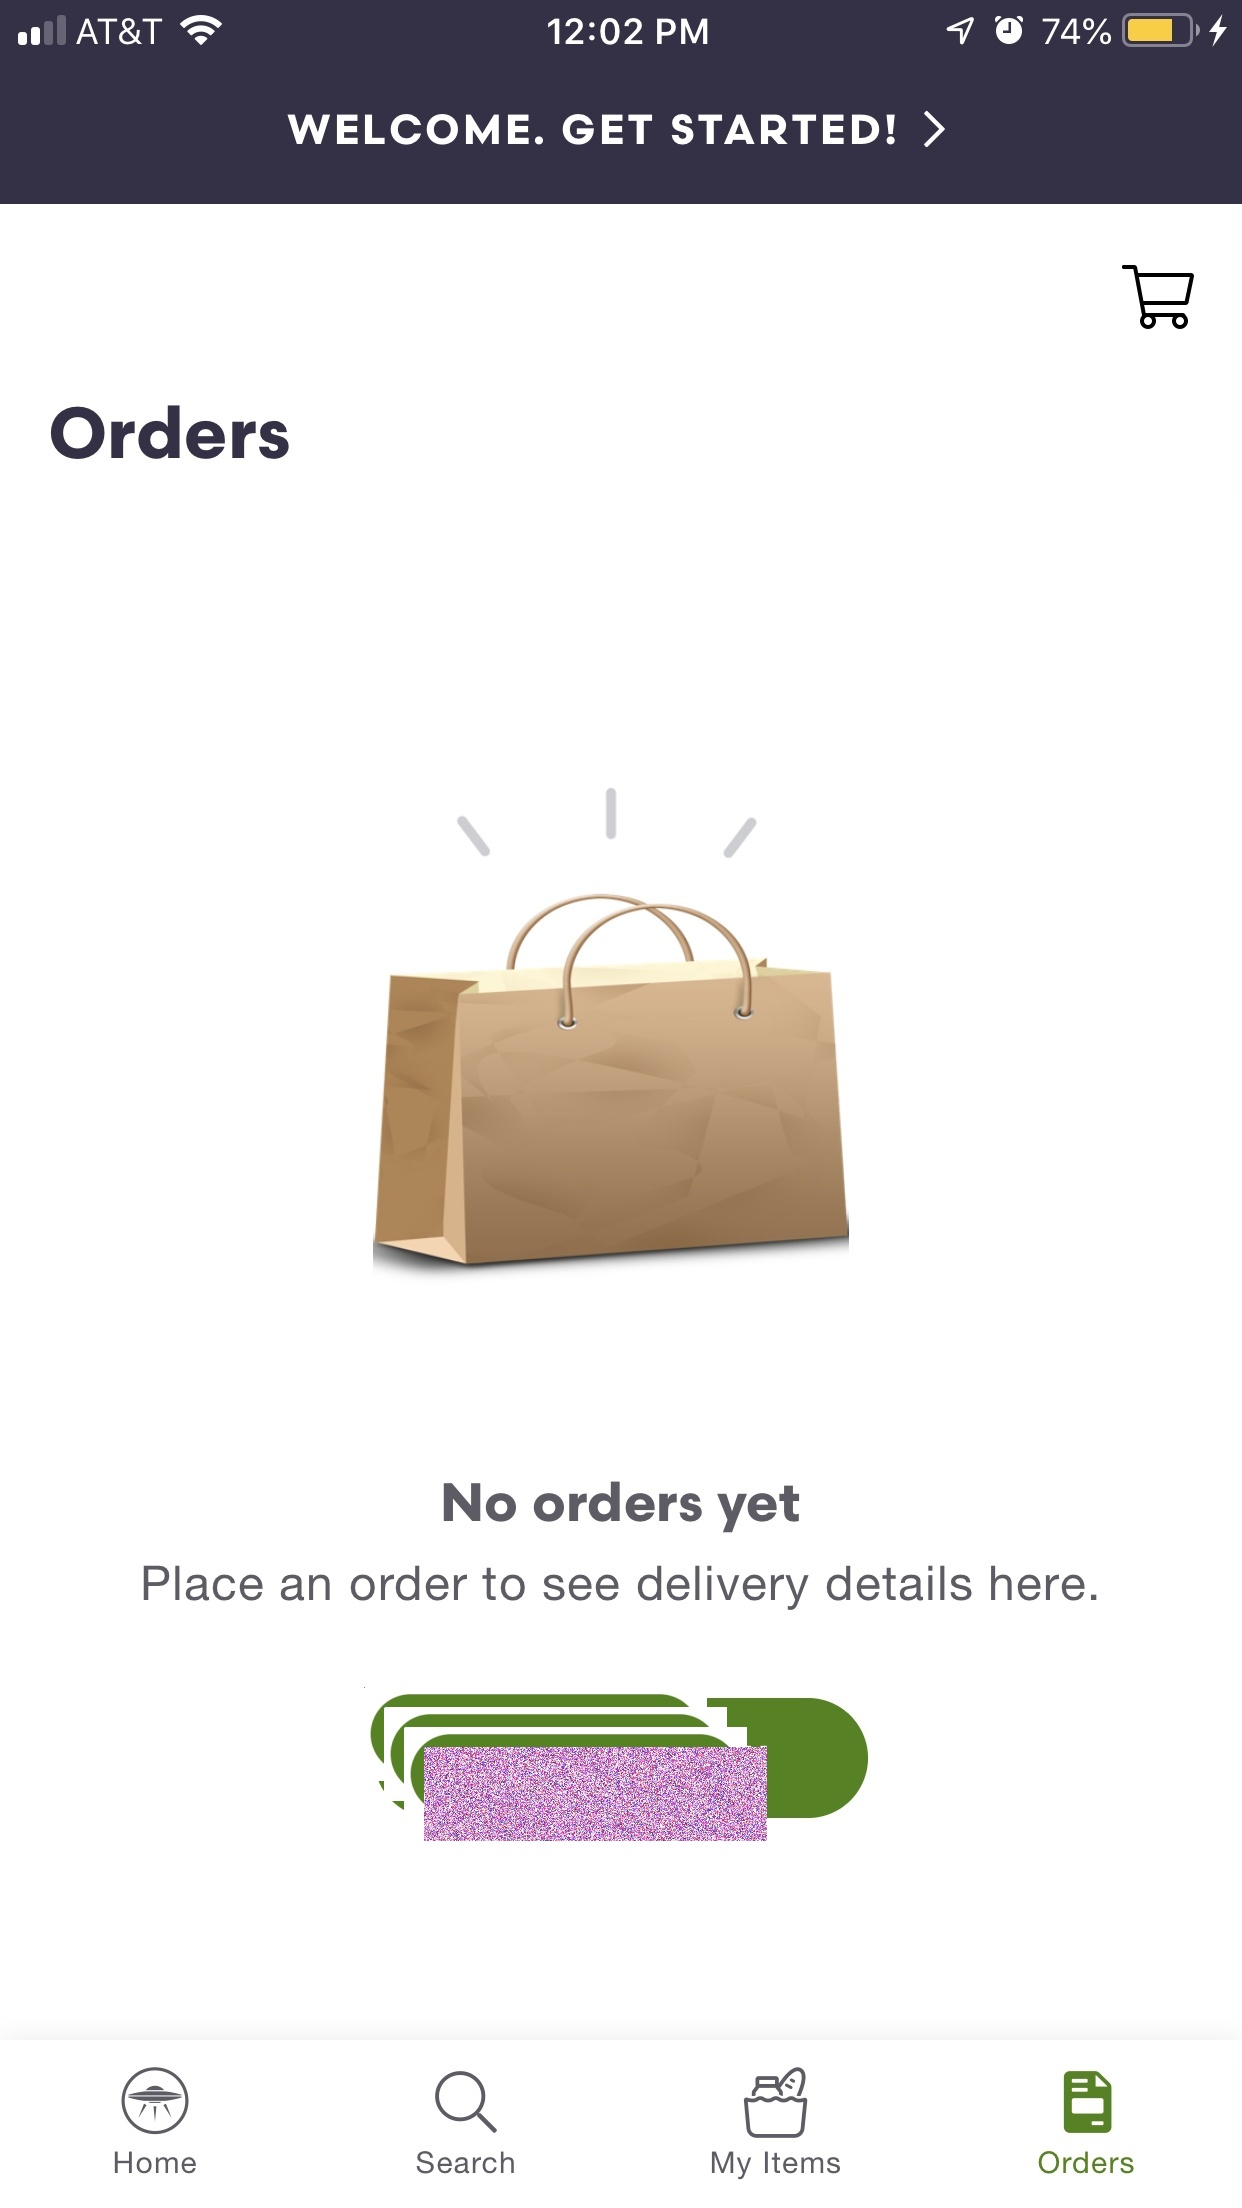 AT&T 12:02 PM 74%
WELCOME. GET STARTED!
Orders
No orders yet
Place an order to see delivery details here.
Home Search My Items Orders